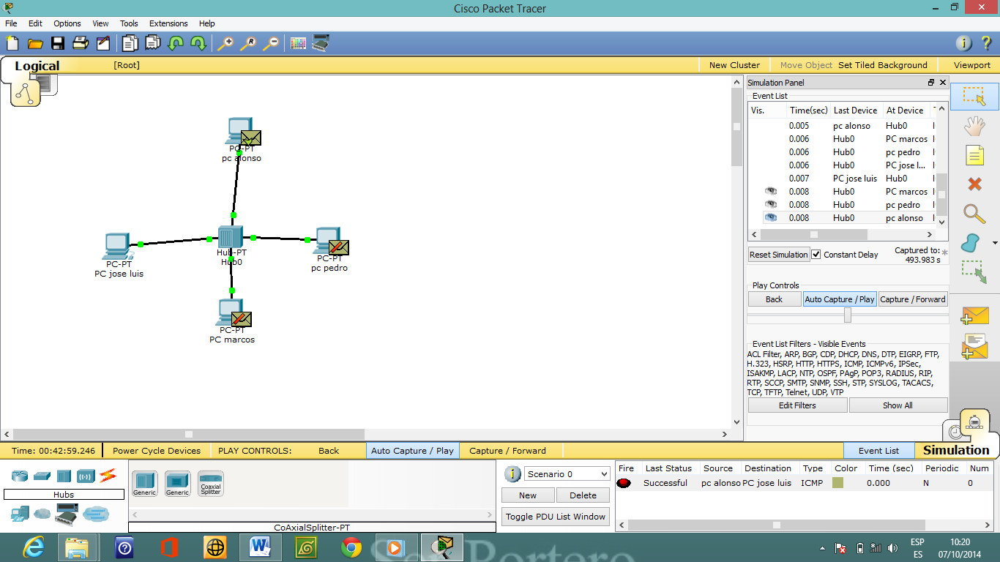 Cisco Packet Tracer
File Edit Options View Tools Extensions Help
Logical [Root] New Cluster Move Object Set Tiled Background Viewport
PC-PT
pc alonso
PC-PT
PC jose luis
Hub-PT
Hub0
PC-PT
pc pedro
PC-PT
PC marcos
Simulation Panel
Event List
Vis. Time(sec) Last Device At Device
0.005 pc alonso Hub0
0.006 Hub0 PC marcos
0.006 Hub0 pc pedro
0.006 Hub0 PC jose l...
0.007 PC jose luis Hub0
0.008 Hub0 PC marcos
0.008 Hub0 pc pedro
0.008 Hub0 pc alonso
Reset Simulation Constant Delay Captured to:
493.983 s
Play Controls
Back Auto Capture / Play Capture / Forward
Event List Filters - Visible Events
ACL Filter, ARP, BGP, CDP, DHCP, DNS, DTP, EIGRP, FTP,
H.323, HSRP, HTTP, HTTPS, ICMP, ICMPv6, IPSec,
ISAKMP, LACP, NTP, OSPF, PAgP, POP3, RADIUS, RIP,
RTP, SCCP, SMTP, SNMP, SSH, STP, SYSLOG, TACACS,
TCP, TFTP, Telnet, UDP, VTP
Edit Filters Show All
Time: 00:42:59.246 Power Cycle Devices PLAY CONTROLS: Back Auto Capture / Play Capture / Forward Event List Simulation
Hubs
Generic Generic Coaxial
Splitter
CoAxialSplitter-PT
Scenario 0
New Delete
Toggle PDU List Window
Fire Last Status Source Destination Type Color Time (sec) Periodic Num
Successful pc alonso PC jose luis ICMP 0.000 N 0
ESP
ES
10:20
07/10/2014